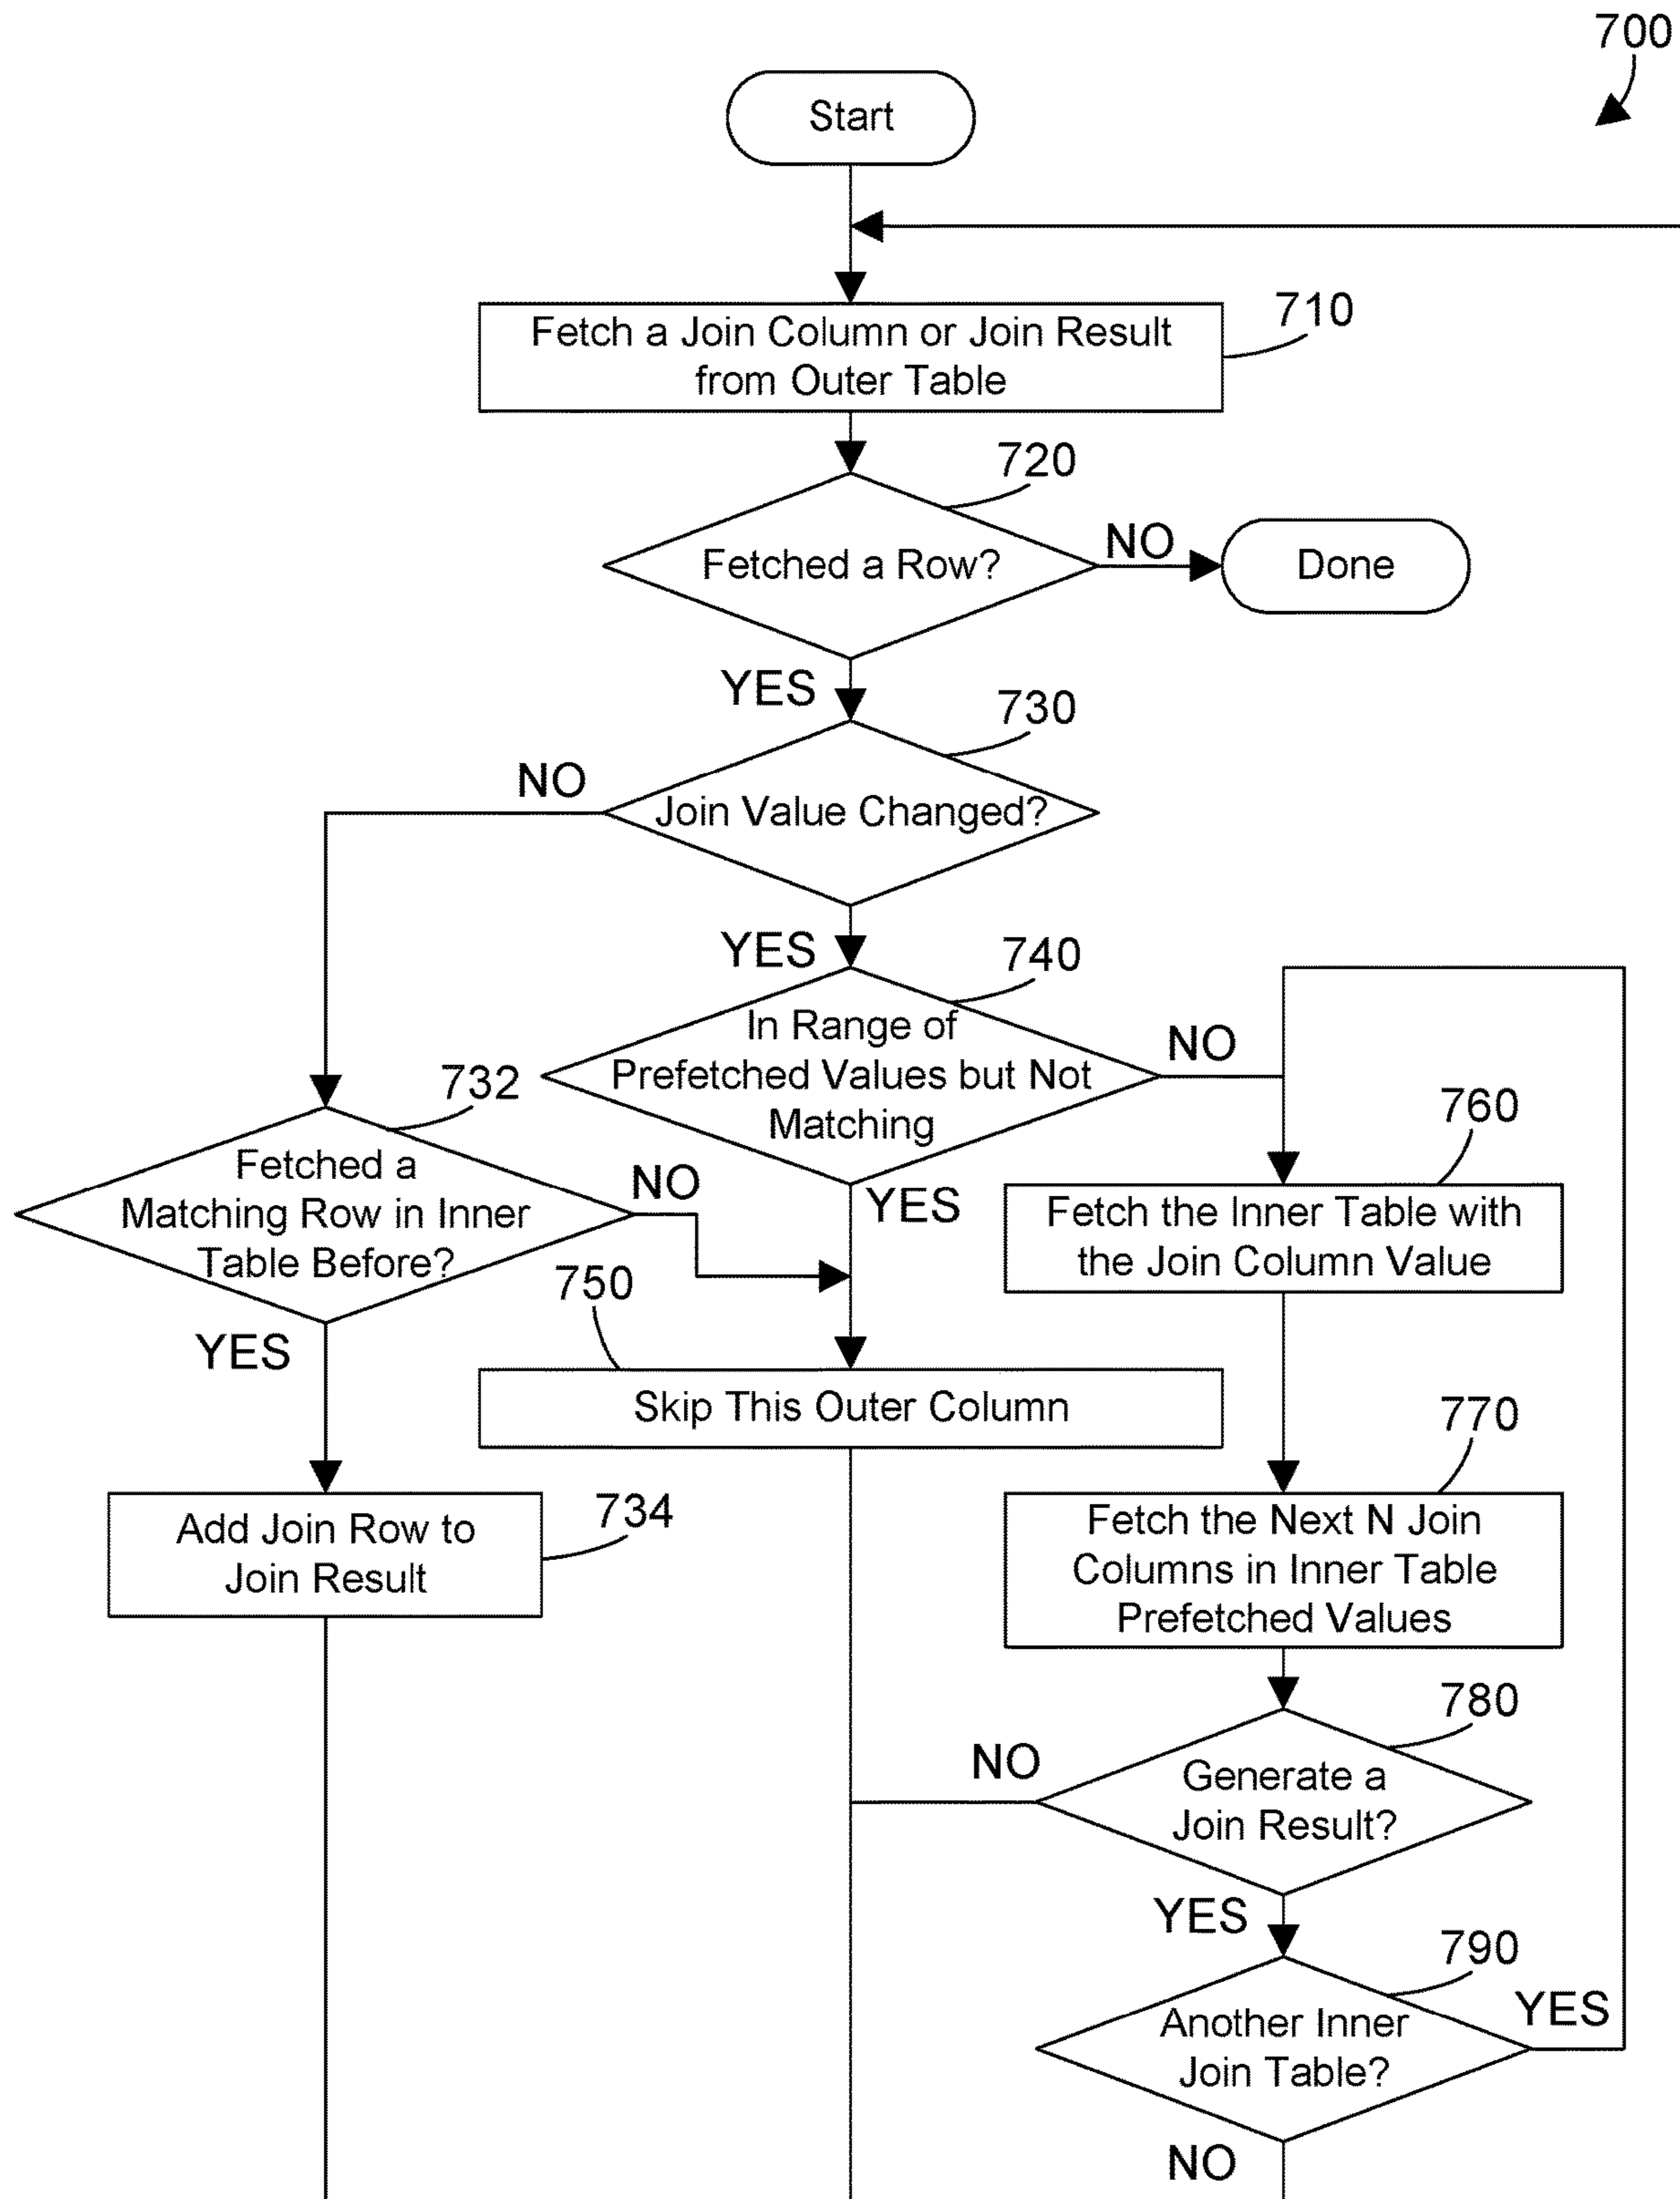 700
Start
710
Fetch a Join Column or Join Result
from Outer Table
720
Fetched a Row?
NO
Done
YES
730
NO
Join Value Changed?
YES
740
In Range of
Prefetched Values but Not
Matching
NO
732
760
Fetched a
Matching Row in Inner
Table Before?
NO
YES
Fetch the Inner Table with
the Join Column Value
750
YES
Skip This Outer Column
770
734
Add Join Row to
Join Result
Fetch the Next N Join
Columns in Inner Table
Prefetched Values
780
NO
Generate a
Join Result?
YES
790
YES
Another Inner
Join Table?
NO